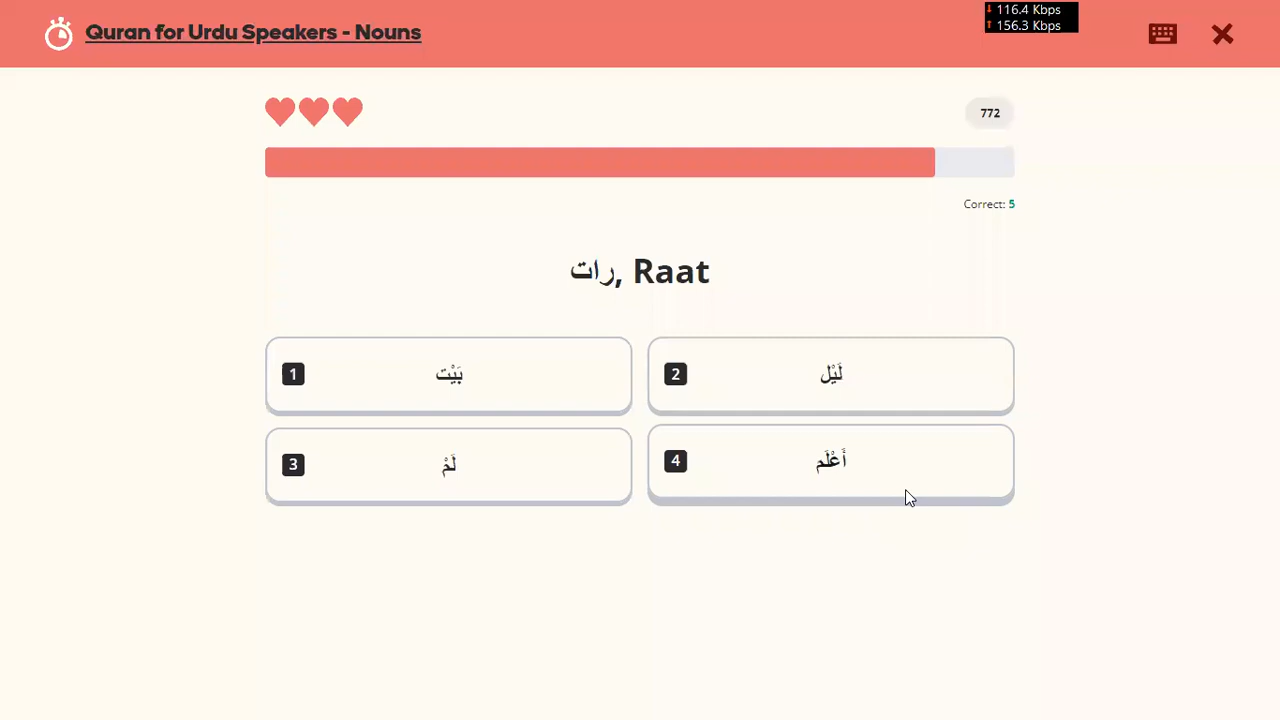 Quran for Urdu Speakers - Nouns
116.4 Kbps
156.3 Kbps
772
Correct: 5
رات, Raat
1 بَيْت
2 لَيْل
3 لَمْ
4 أَعْلَم